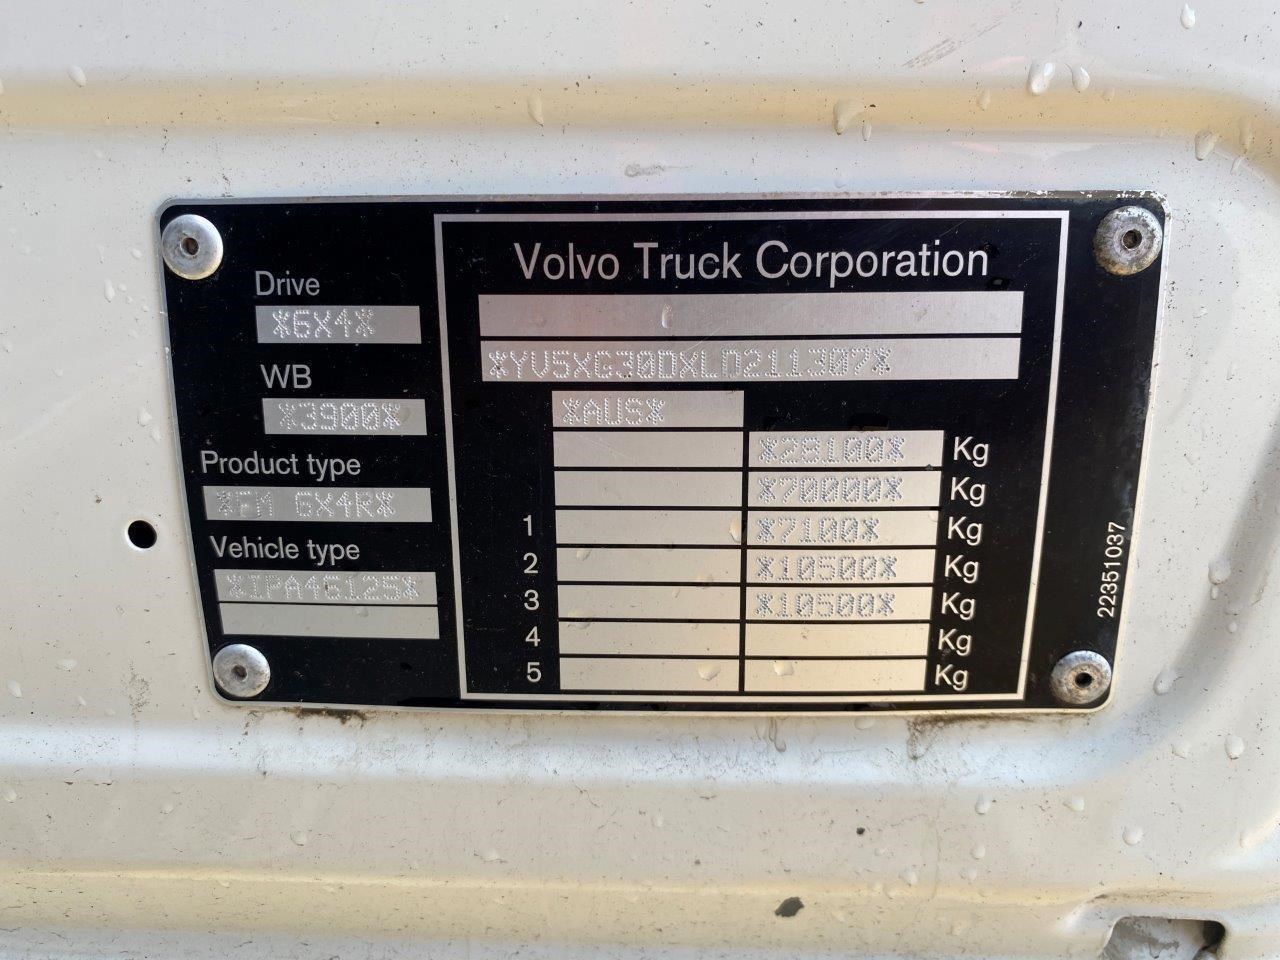 Volvo Truck Corporation
Drive
*6X4*
WB
*3900*
Product type
*FM 6X4R*
Vehicle type
*IPA46125*
*YV5XG30DXLD211307*
*AUS*
*28100* Kg
*70000* Kg
1 *7100* Kg
2 *10500* Kg
3 *10500* Kg
4 Kg
5 Kg
22351037